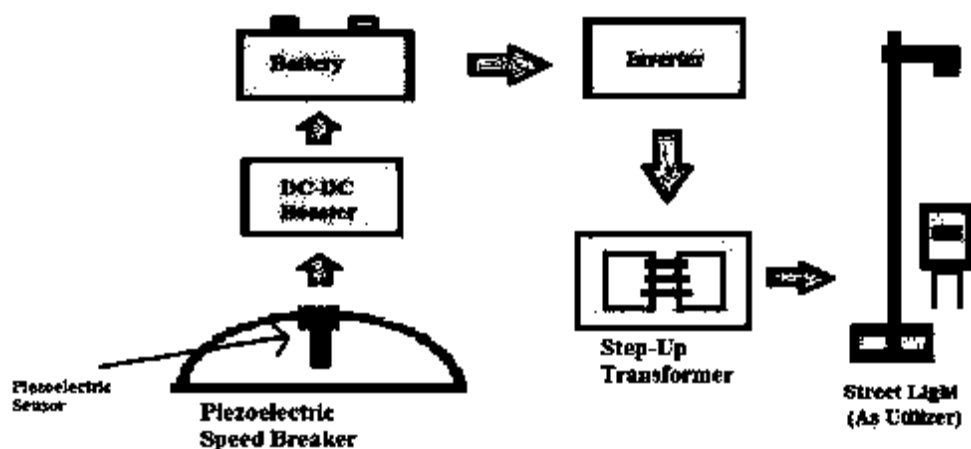 Battery
Inverter
DC-DC
Booster
Piezoelectric
Sensor
Piezoelectric
Speed Breaker
Step-Up
Transformer
Street Light
(As Utilizer)